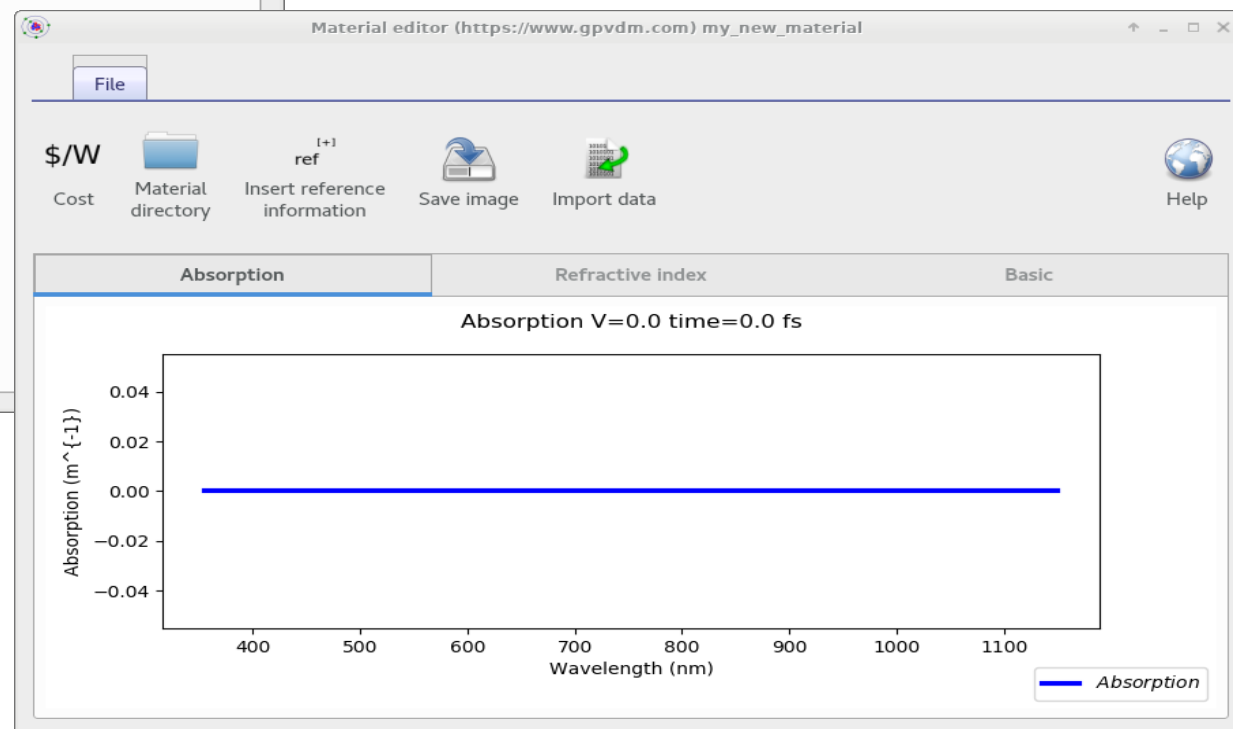 Material editor (https://www.gpvdm.com) my_new_material
File
$/W
Cost
Material
directory
ref [+]
Insert reference
information
Save image
Import data
Help
Absorption
Refractive index
Basic
Absorption V=0.0 time=0.0 fs
Absorption (m^{-1})
0.04
0.02
0.00
−0.02
−0.04
400 500 600 700 800 900 1000 1100
Wavelength (nm)
Absorption